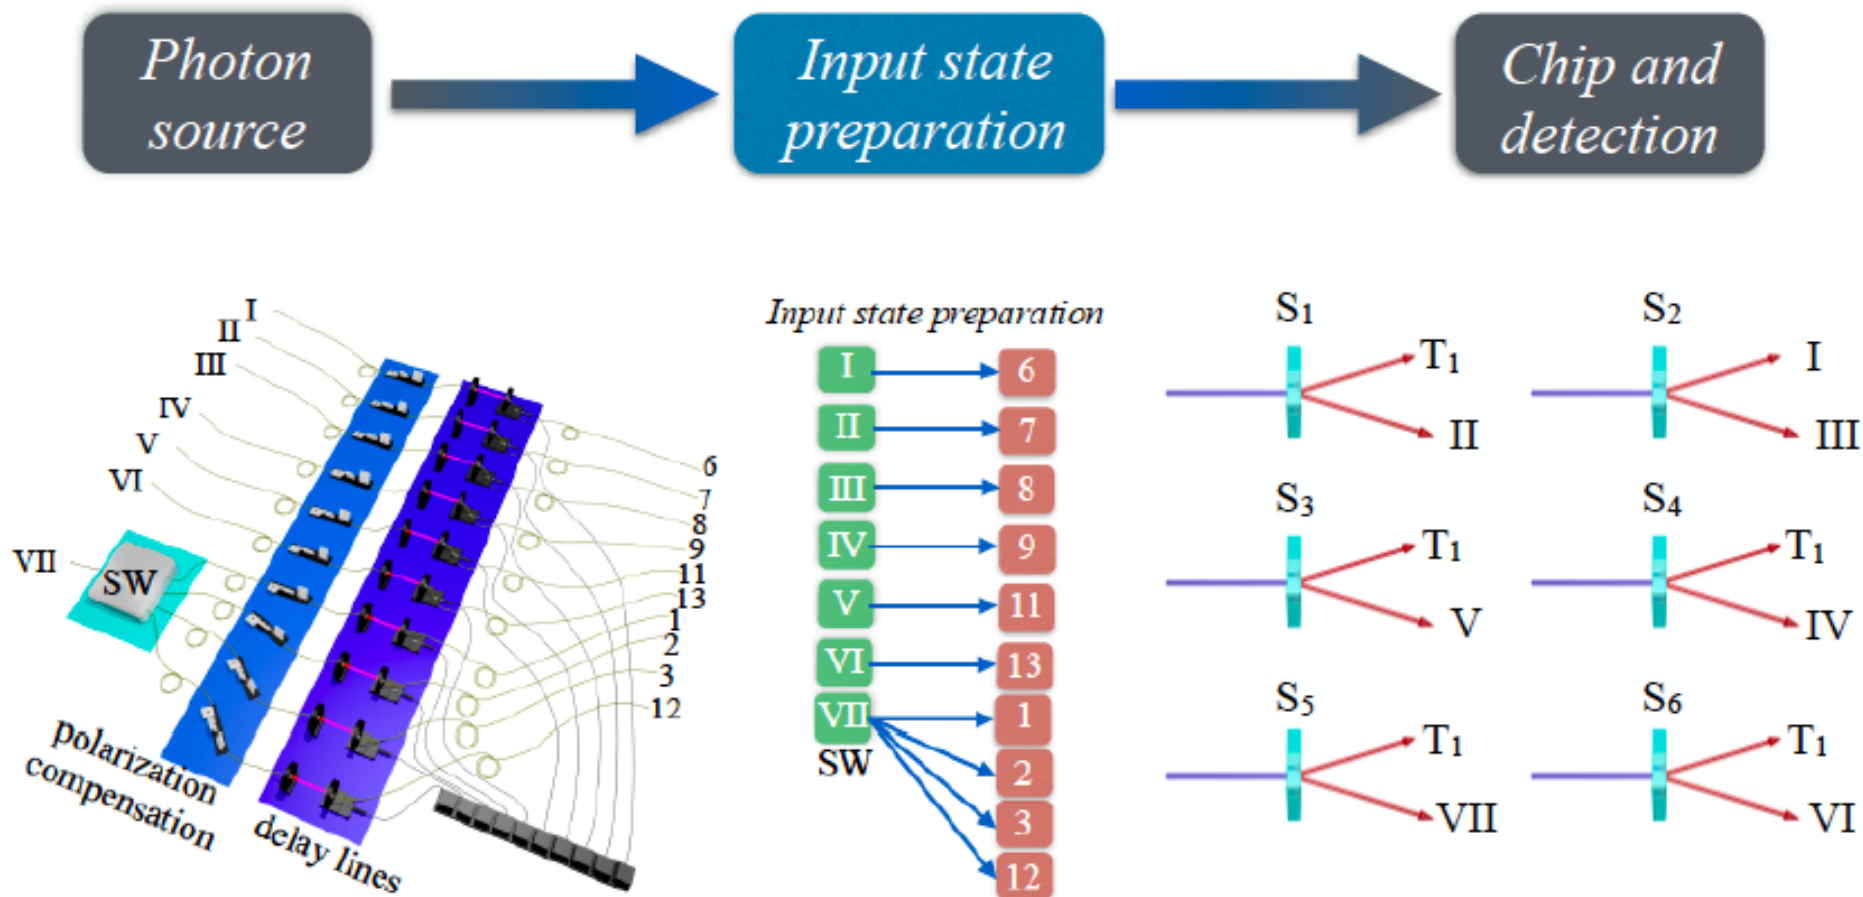 Photon
source
Input state
preparation
Chip and
detection
I
II
III
IV
V
VI
VII
SW
6
7
8
9
11
13
1
2
3
12
polarization
compensation
delay lines
Input state preparation
I 6
II 7
III 8
IV 9
V 11
VI 13
VII 1
SW
2
3
12
S1
T1
II
S2
I
III
S3
T1
V
S4
T1
IV
S5
T1
VII
S6
T1
VI